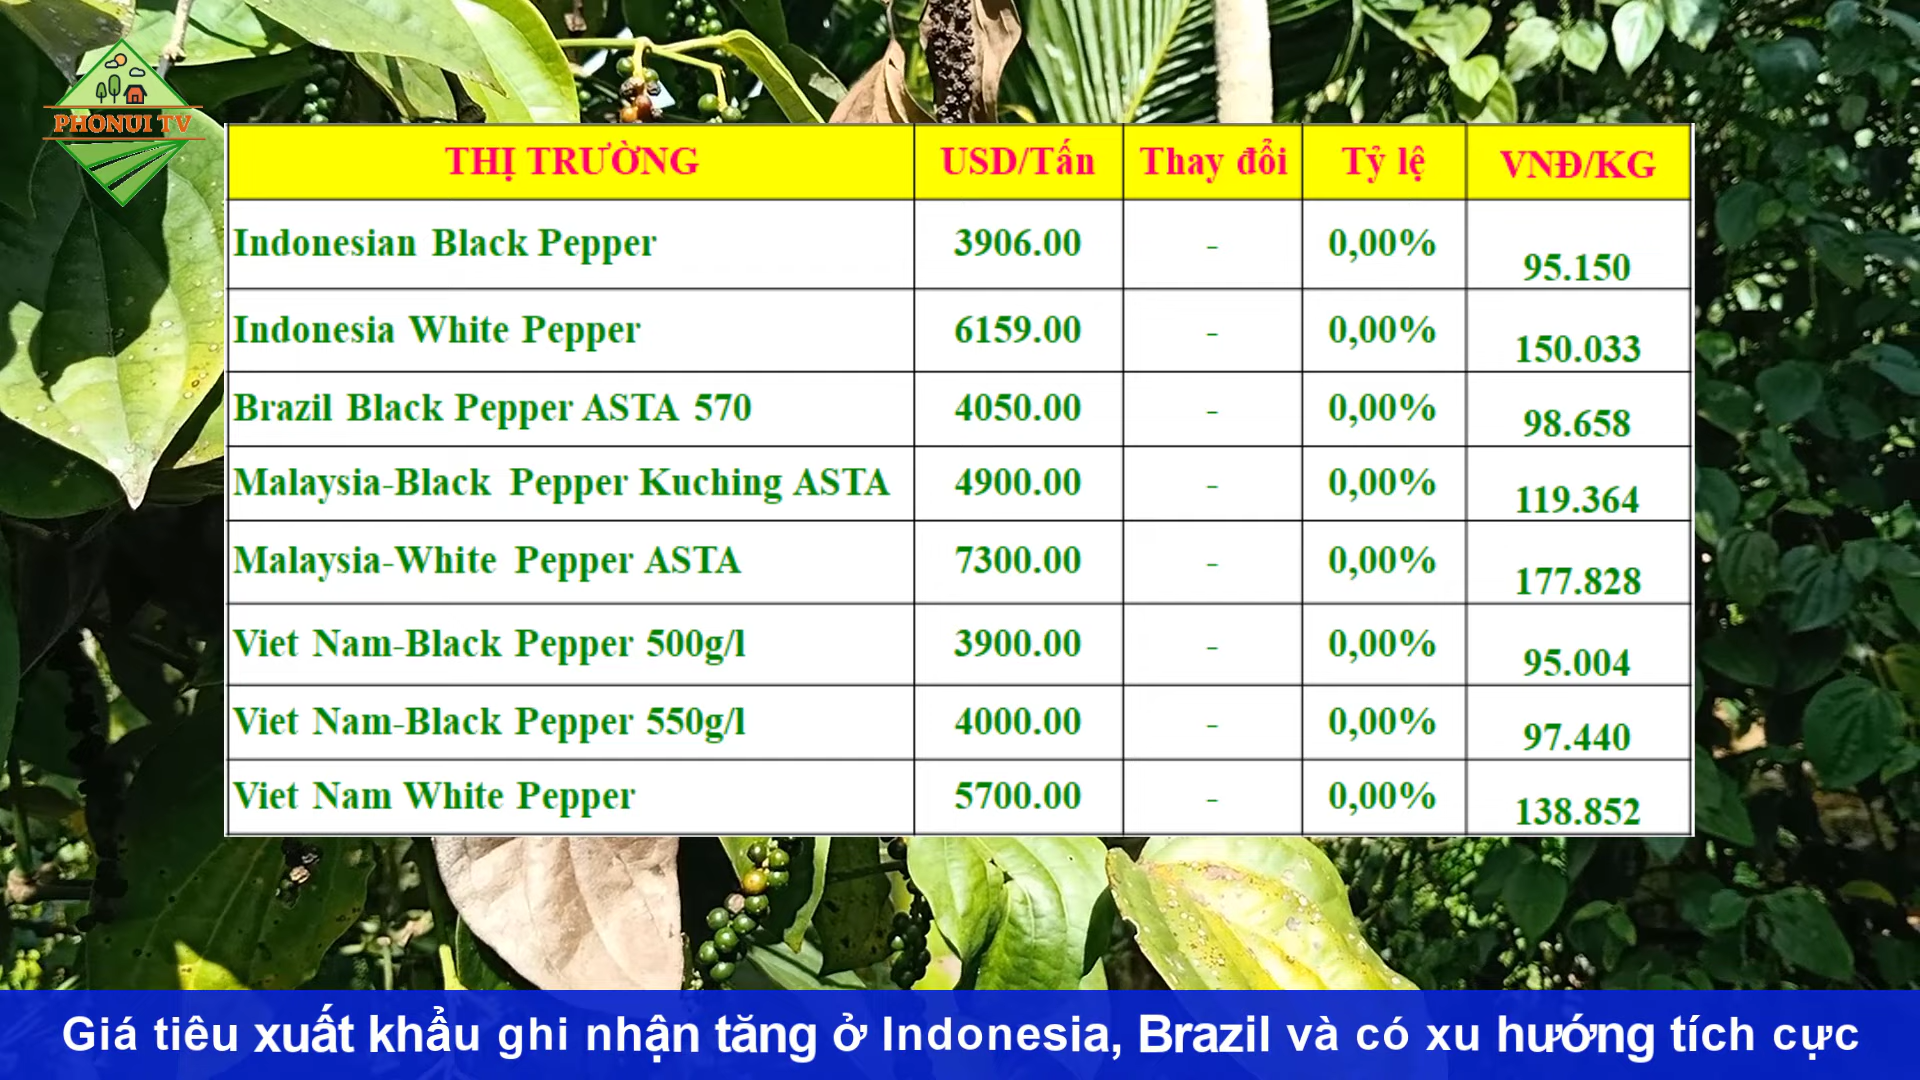 PHONUI TV
THỊ TRƯỜNG USD/Tấn Thay đổi Tỷ lệ VNĐ/KG
Indonesian Black Pepper 3906.00 - 0,00% 95.150
Indonesia White Pepper 6159.00 - 0,00% 150.033
Brazil Black Pepper ASTA 570 4050.00 - 0,00% 98.658
Malaysia-Black Pepper Kuching ASTA 4900.00 - 0,00% 119.364
Malaysia-White Pepper ASTA 7300.00 - 0,00% 177.828
Viet Nam-Black Pepper 500g/l 3900.00 - 0,00% 95.004
Viet Nam-Black Pepper 550g/l 4000.00 - 0,00% 97.440
Viet Nam White Pepper 5700.00 - 0,00% 138.852
Giá tiêu xuất khẩu ghi nhận tăng ở Indonesia, Brazil và có xu hướng tích cực